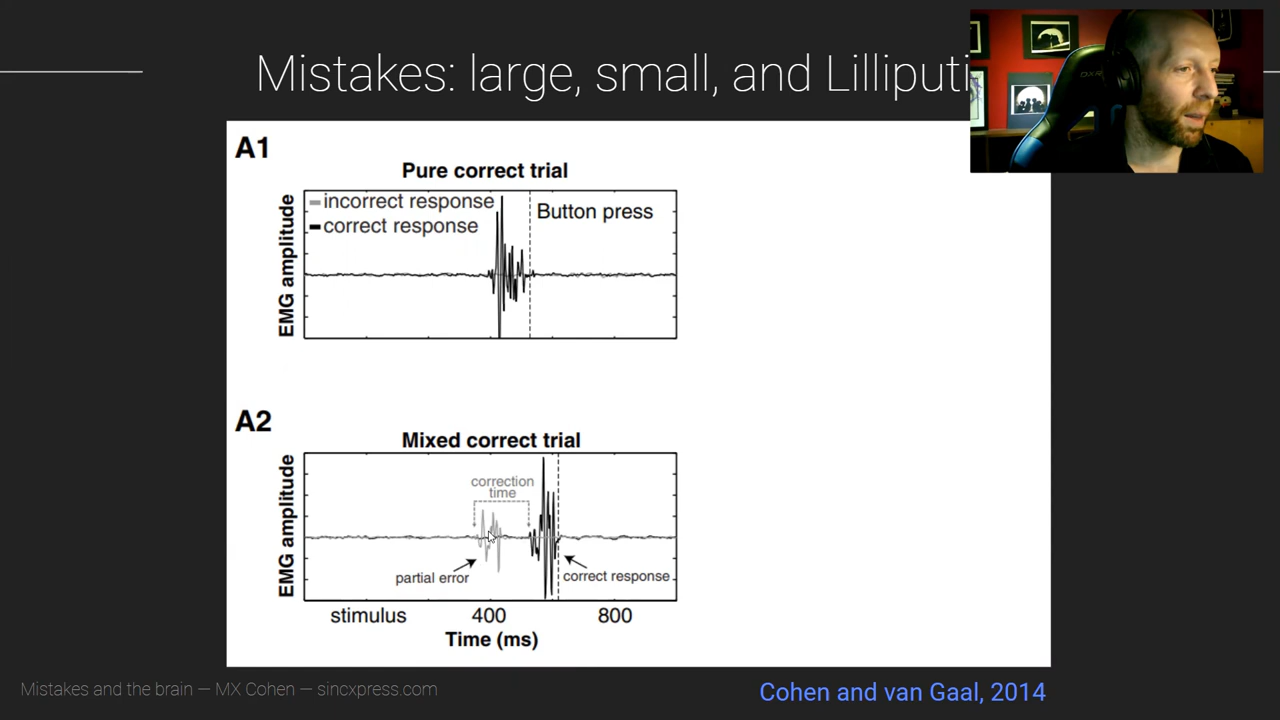 Mistakes: large, small, and Lilliputi
A1
Pure correct trial
incorrect response
correct response
Button press
EMG amplitude
A2
Mixed correct trial
correction
time
partial error
correct response
EMG amplitude
stimulus 400 800
Time (ms)
Mistakes and the brain — MX Cohen — sincxpress.com
Cohen and van Gaal, 2014